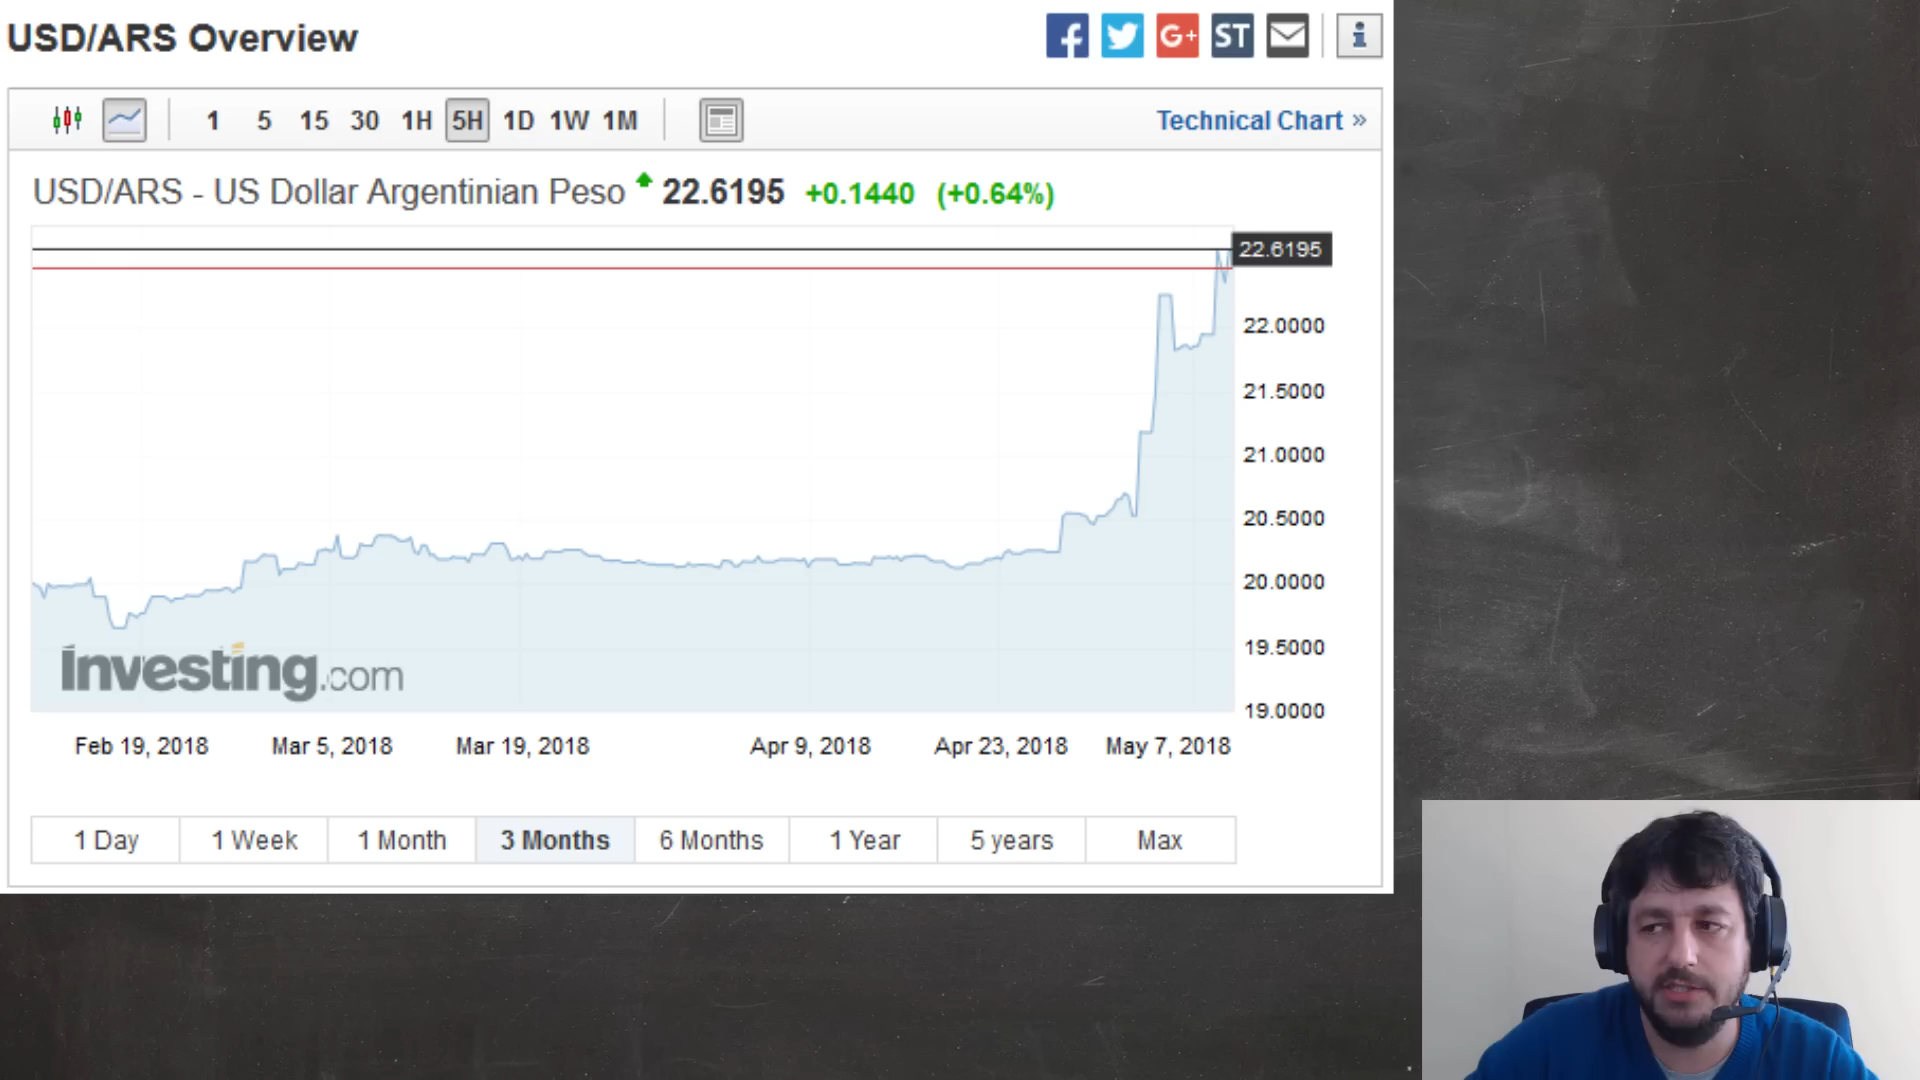 USD/ARS Overview
G+ ST i
1 5 15 30 1H 5H 1D 1W 1M Technical Chart »
USD/ARS - US Dollar Argentinian Peso 22.6195 +0.1440 (+0.64%)
22.6195
22.0000
21.5000
21.0000
20.5000
20.0000
19.5000
19.0000
Investing.com
Feb 19, 2018 Mar 5, 2018 Mar 19, 2018 Apr 9, 2018 Apr 23, 2018 May 7, 2018
1 Day 1 Week 1 Month 3 Months 6 Months 1 Year 5 years Max